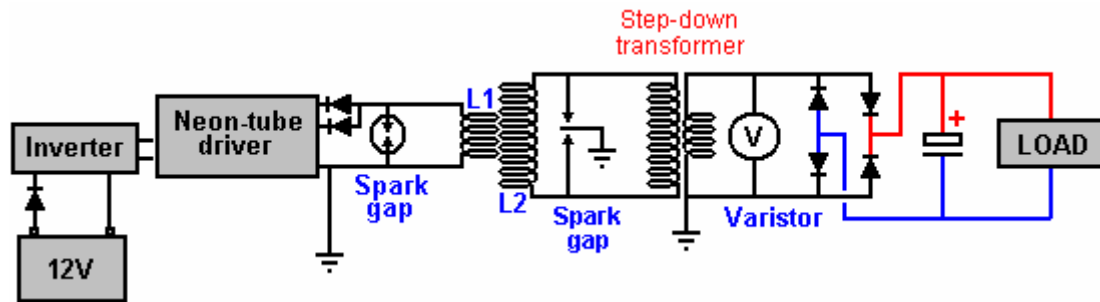 Step-down
transformer
Neon-tube
driver
L1
Inverter
V
+
LOAD
Spark
gap
L2
Spark
gap
Varistor
12V